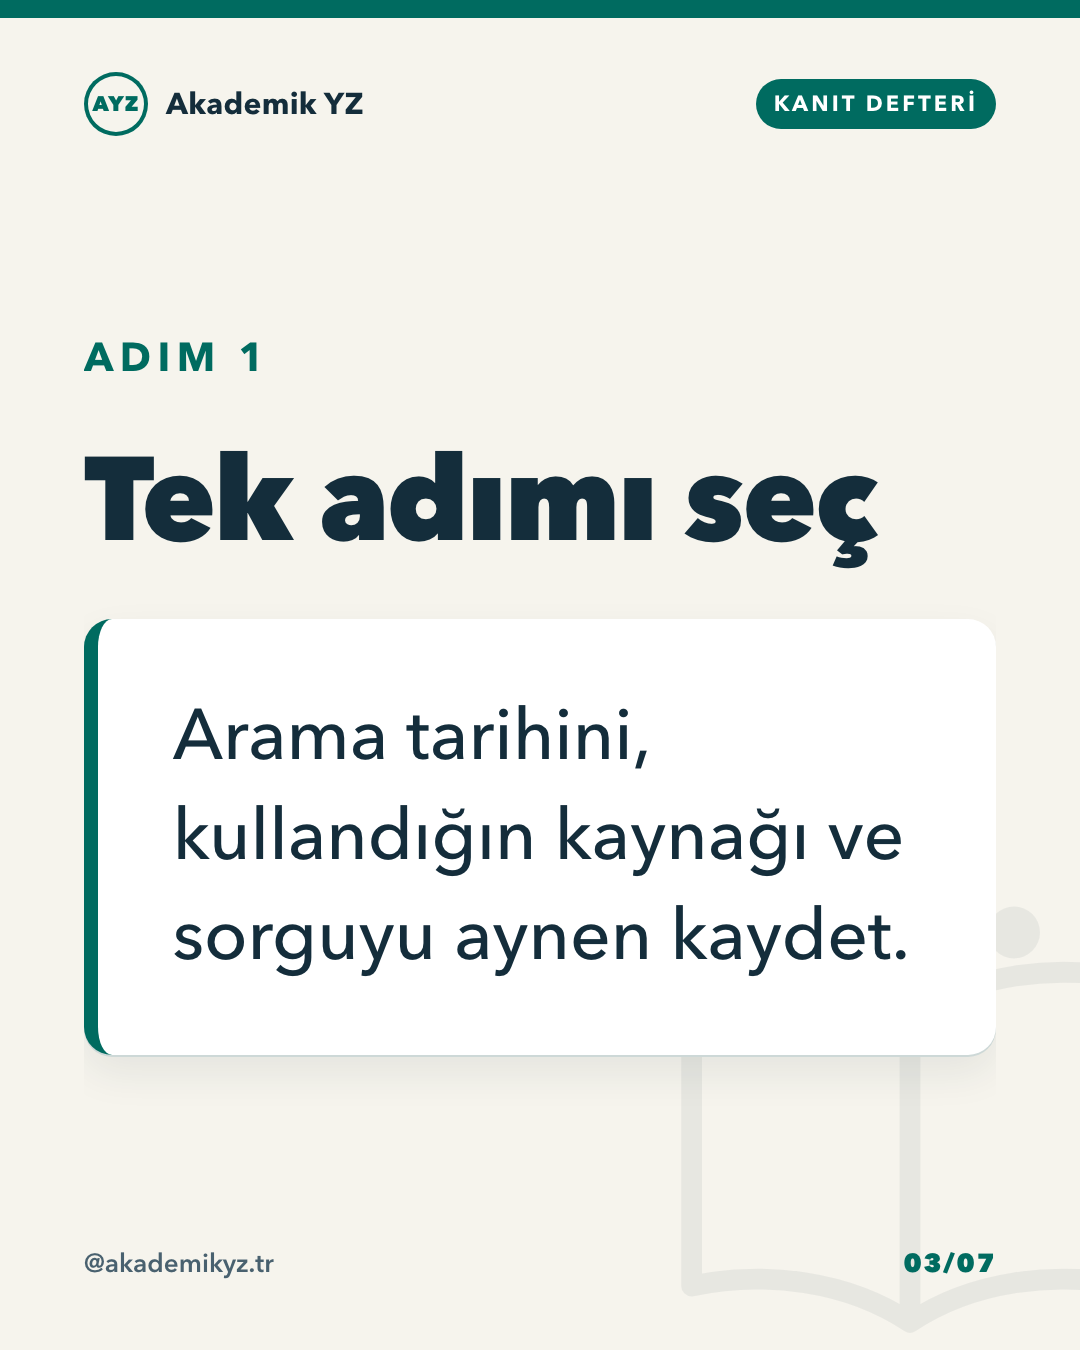 AYZ Akademik YZ
KANIT DEFTERİ
ADIM 1
Tek adımı seç
Arama tarihini,
kullandığın kaynağı ve
sorguyu aynen kaydet.
@akademikyz.tr
03/07